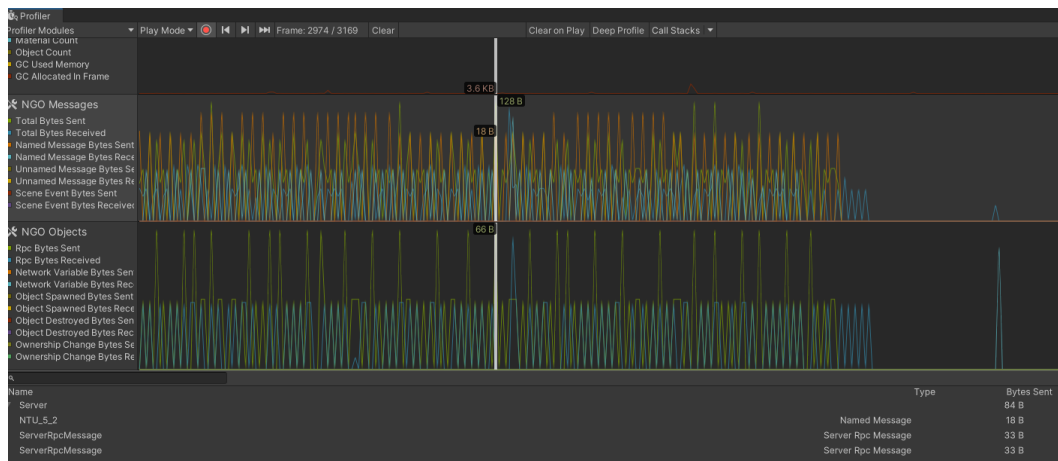 Profiler
Profiler Modules Play Mode Frame: 2974 / 3169 Clear Clear on Play Deep Profile Call Stacks
Material Count
Object Count
GC Used Memory
GC Allocated In Frame
3.6 KB
NGO Messages
128 B
Total Bytes Sent
Total Bytes Received
18 B
Named Message Bytes Sent
Named Message Bytes Rece
Unnamed Message Bytes Se
Unnamed Message Bytes Re
Scene Event Bytes Sent
Scene Event Bytes Received
NGO Objects
66 B
Rpc Bytes Sent
Rpc Bytes Received
Network Variable Bytes Sen
Network Variable Bytes Rec
Object Spawned Bytes Sent
Object Spawned Bytes Rece
Object Destroyed Bytes Sen
Object Destroyed Bytes Rec
Ownership Change Bytes Se
Ownership Change Bytes Re
Name Type Bytes Sent
Server 84 B
NTU_5_2 Named Message 18 B
ServerRpcMessage Server Rpc Message 33 B
ServerRpcMessage Server Rpc Message 33 B